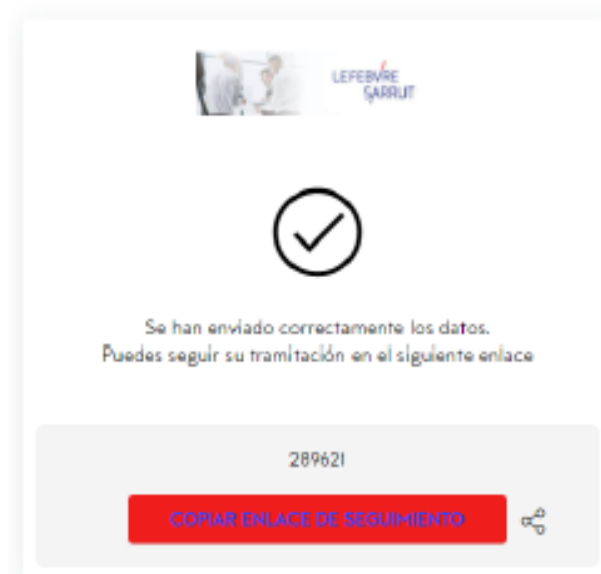 LEFEBVRE
SARRUT
Se han enviado correctamente los datos.
Puedes seguir su tramitación en el siguiente enlace
289621
COPIAR ENLACE DE SEGUIMIENTO